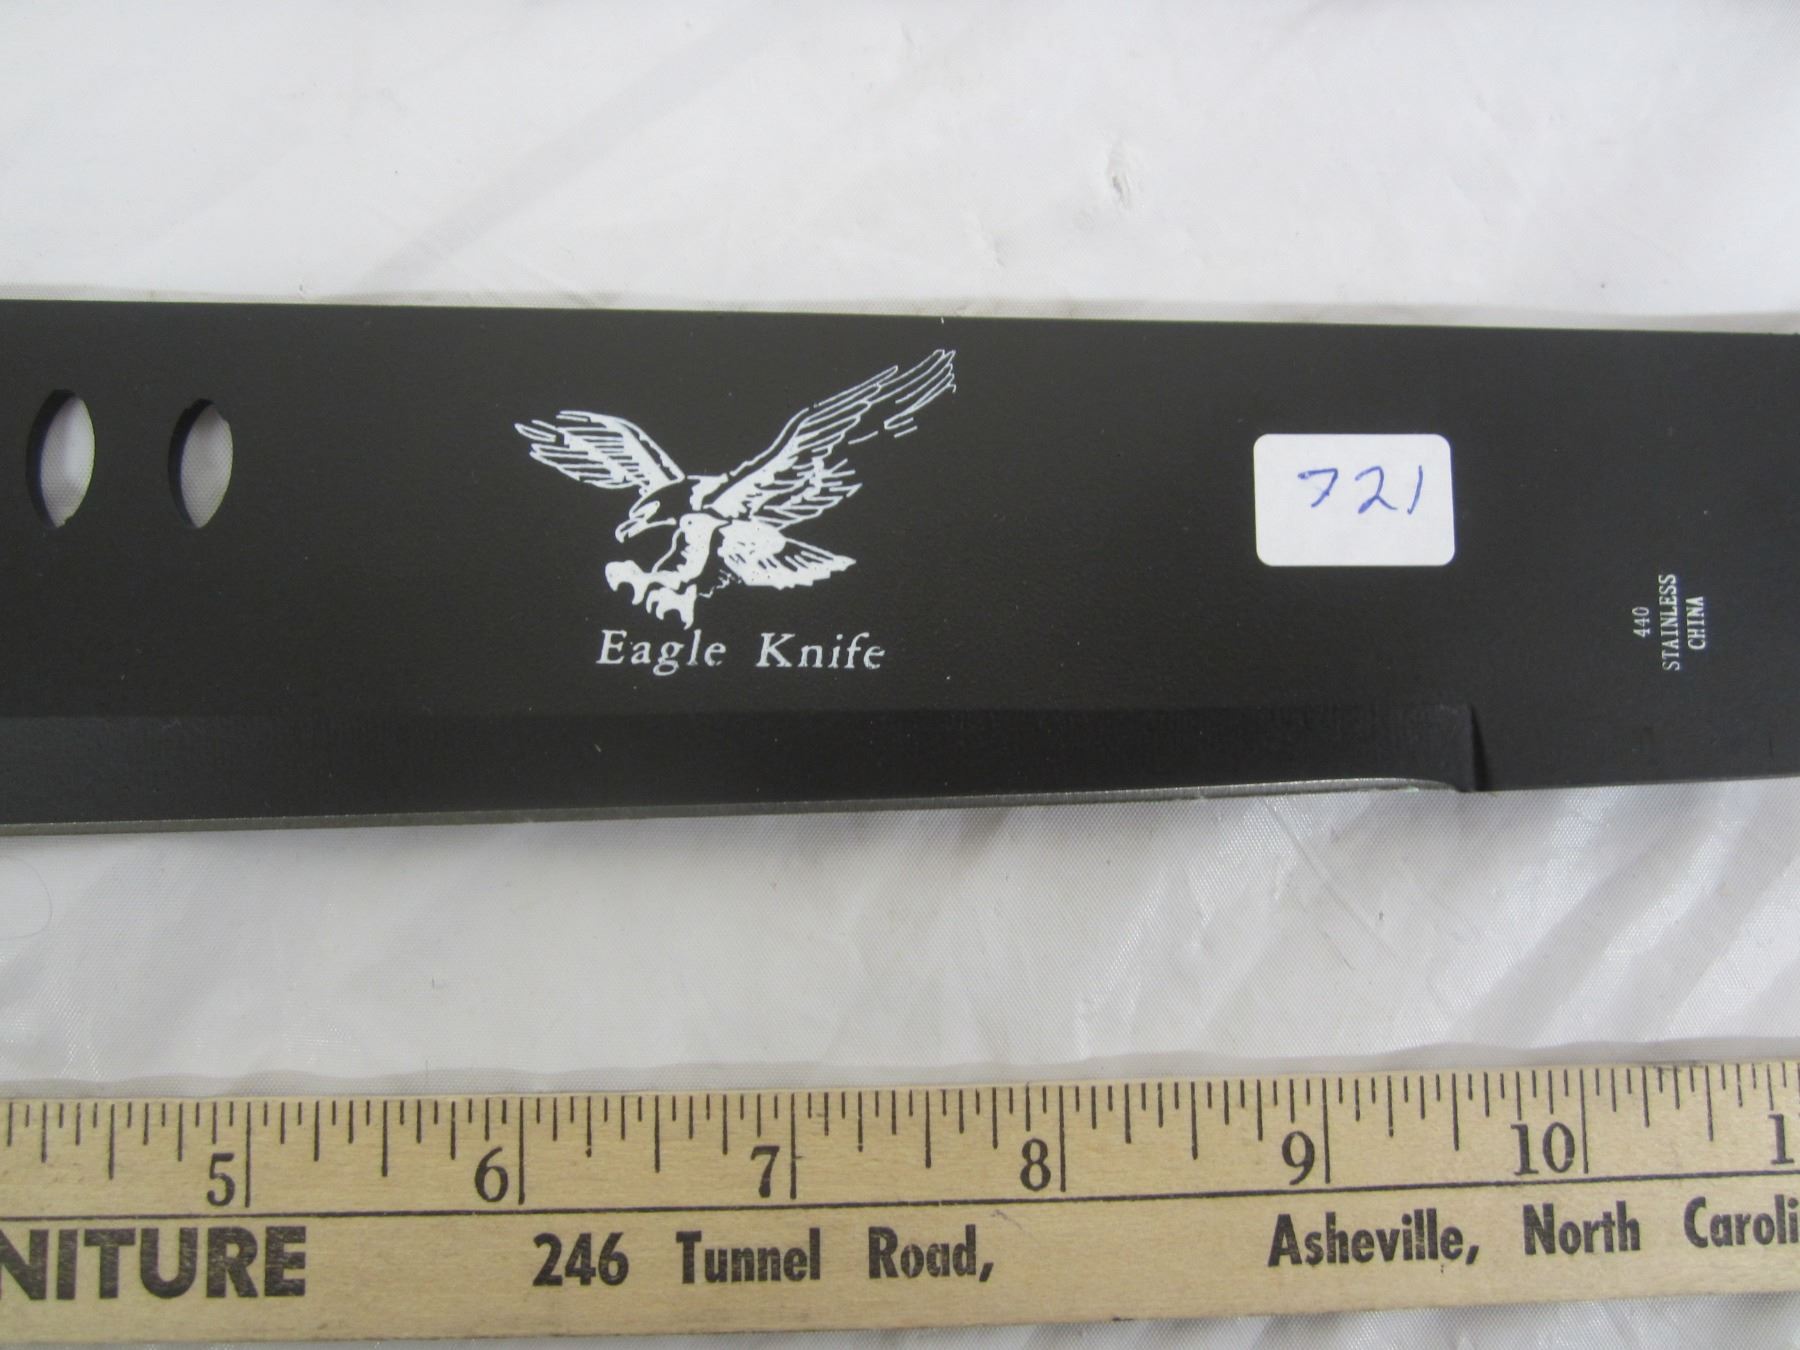 Eagle Knife
721
440
STAINLESS
CHINA
5 6 7 8 9 10 1
NITURE 246 Tunnel Road, Asheville, North Caroli